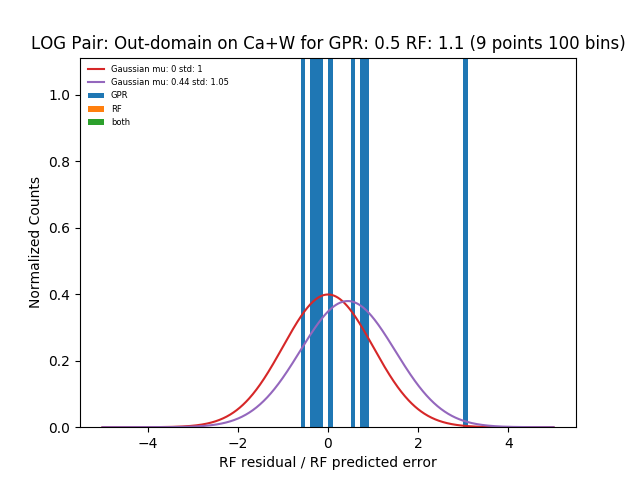 LOG Pair: Out-domain on Ca+W for GPR: 0.5 RF: 1.1 (9 points 100 bins)
Gaussian mu: 0 std: 1
Gaussian mu: 0.44 std: 1.05
GPR
RF
both
1.0
0.8
0.6
0.4
0.2
0.0
Normalized Counts
−4 −2 0 2 4
RF residual / RF predicted error